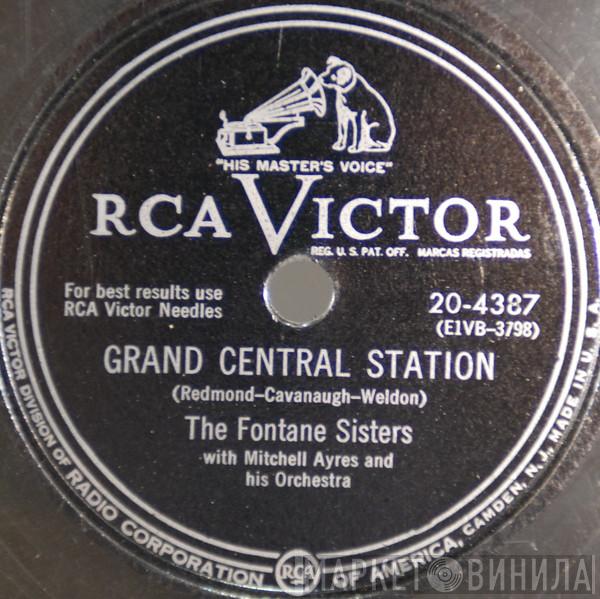 "HIS MASTER'S VOICE"
RCA VICTOR
REG. U. S. PAT. OFF. MARCAS REGISTRADAS
For best results use
RCA Victor Needles
20-4387
(E1VB-3798)
GRAND CENTRAL STATION
(Redmond-Cavanaugh-Weldon)
The Fontane Sisters
with Mitchell Ayres and
his Orchestra
RCA VICTOR DIVISION OF RADIO CORPORATION RCA OF AMERICA, CAMDEN, N. J., MADE IN U. S. A.
МАРКЕТ ВИНИЛА